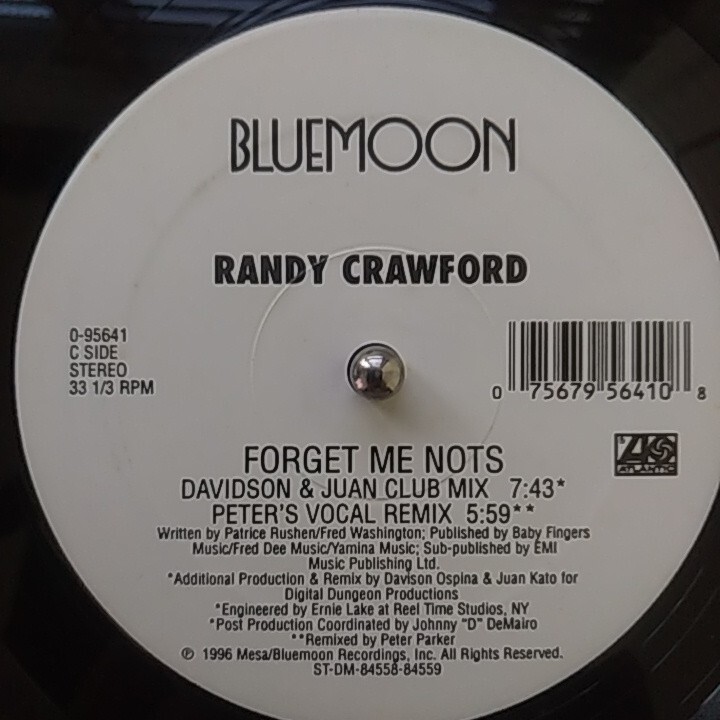 BLUEMOON
RANDY CRAWFORD
0-95641
C SIDE
STEREO
33 1/3 RPM
0 75679 56410 8
ATLANTIC
FORGET ME NOTS
DAVIDSON & JUAN CLUB MIX 7:43*
PETER'S VOCAL REMIX 5:59**
Written by Patrice Rushen/Fred Washington; Published by Baby Fingers
Music/Fred Dee Music/Yamina Music; Sub-published by EMI
Music Publishing Ltd.
*Additional Production & Remix by Davison Ospina & Juan Kato for
Digital Dungeon Productions
*Engineered by Ernie Lake at Reel Time Studios, NY
*Post Production Coordinated by Johnny "D" DeMairo
**Remixed by Peter Parker
℗ 1996 Mesa/Bluemoon Recordings, Inc. All Rights Reserved.
ST-DM-84558-84559